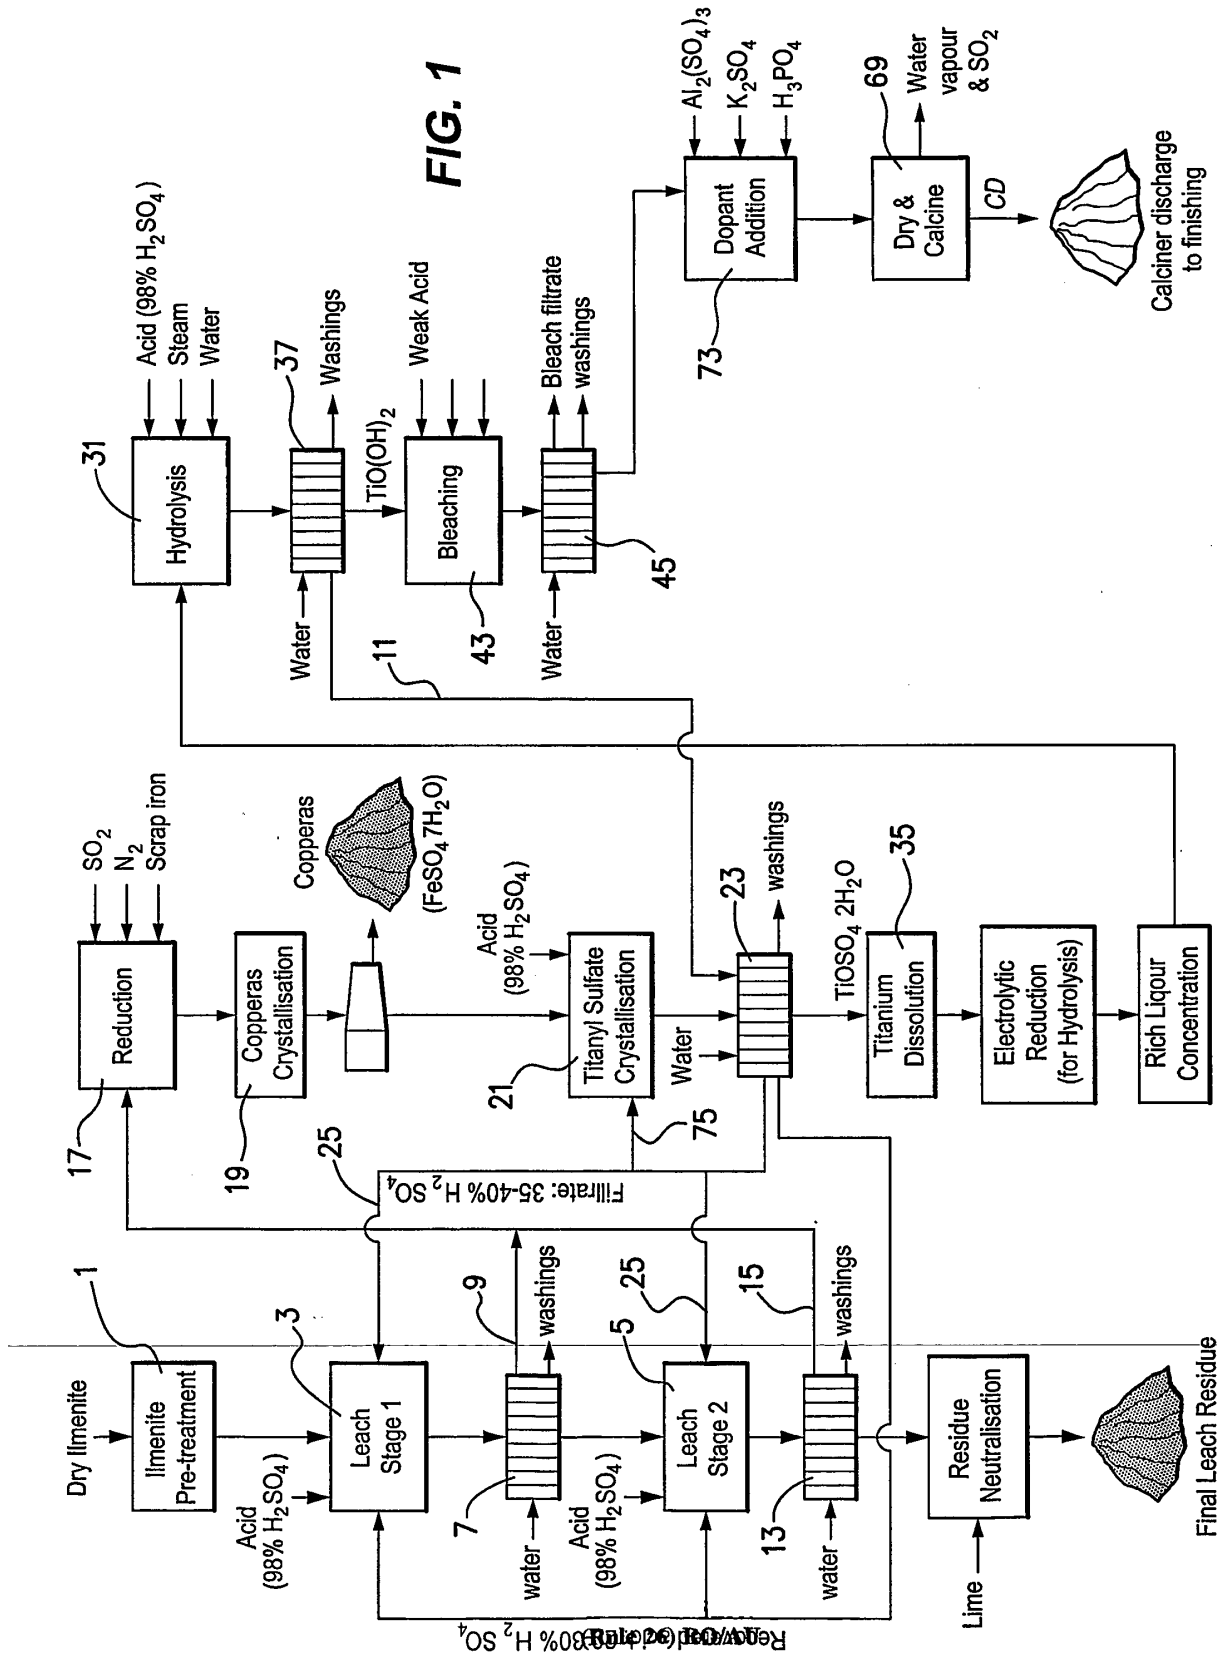 FIG. 1
Dry Ilmenite
1
Ilmenite
Pre-treatment
Acid
(98% H2SO4)
3
Leach
Stage 1
25
7
water
9
washings
Acid
(98% H2SO4)
5
Leach
Stage 2
25
13
water
15
washings
Lime
Residue
Neutralisation
Final Leach Residue
30% H2SO4
Fillrate: 35-40% H2SO4
SO2
N2
Scrap iron
17
Reduction
19
Copperas
Crystallisation
Copperas
(FeSO4 7H2O)
Acid
(98% H2SO4)
21
Titanyl Sulfate
Crystallisation
75
Water
23
washings
TiOSO4 2H2O
35
Titanium
Dissolution
Electrolytic
Reduction
(for Hydrolysis)
Rich Liqour
Concentration
11
31
Hydrolysis
Acid (98% H2SO4)
Steam
Water
37
Water
Washings
TiO(OH)2
43
Bleaching
Weak Acid
Water
45
Bleach filtrate
washings
73
Dopant
Addition
Al2(SO4)3
K2SO4
H3PO4
69
Dry &
Calcine
Water
vapour
& SO2
CD
Calciner discharge
to finishing